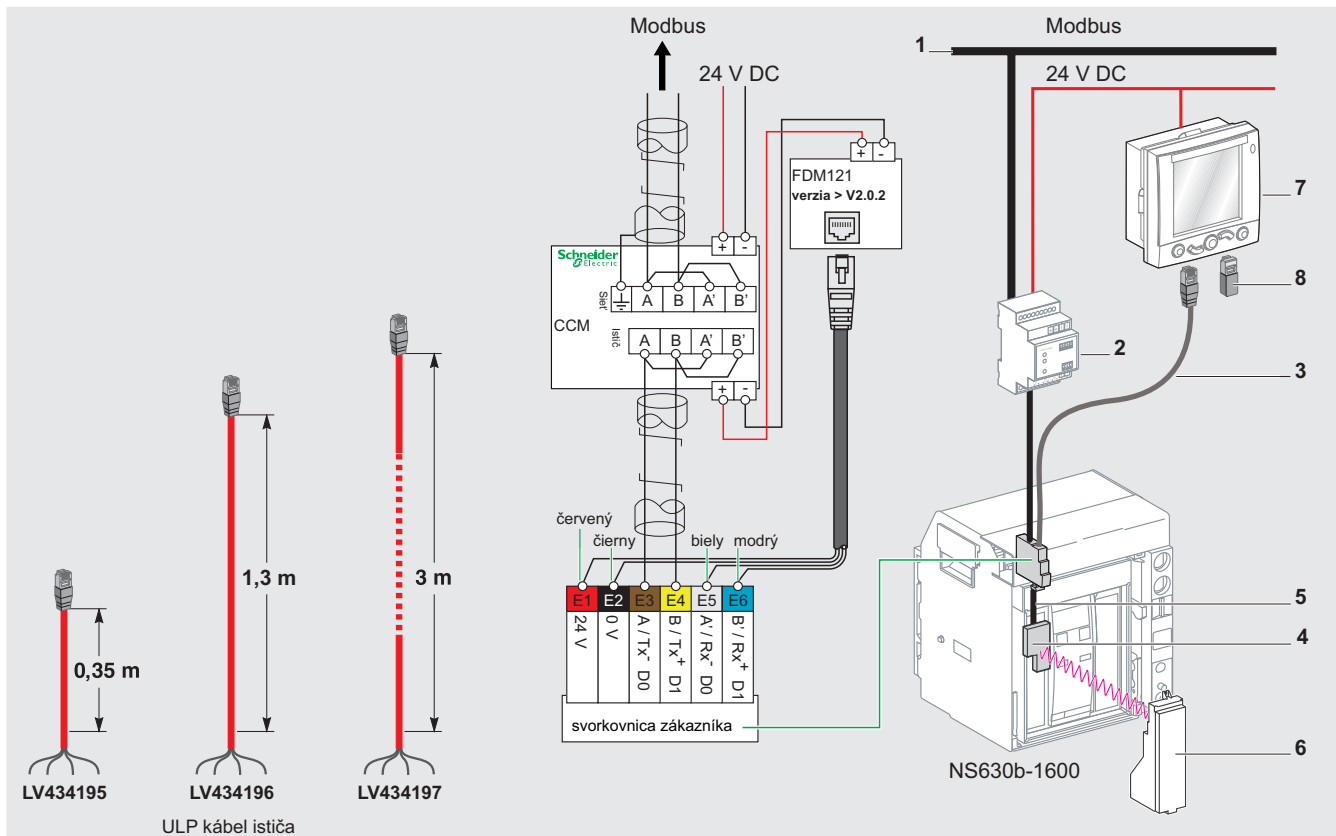 Modbus
24 V DC
FDM121
verzia > V2.0.2
+ -
Schneider
Electric
+ -
Sieť
A B A' B'
CCM
Istič
A B A' B'
+ -
červený
čierny
biely
modrý
E1 E2 E3 E4 E5 E6
24 V
0 V
A / Tx- D0
B / Tx+ D1
A' / Rx- D0
B' / Rx+ D1
svorkovnica zákazníka
0,35 m
1,3 m
3 m
LV434195
LV434196
LV434197
ULP kábel ističa
Modbus
1
24 V DC
7
8
2
3
5
4
6
NS630b-1600